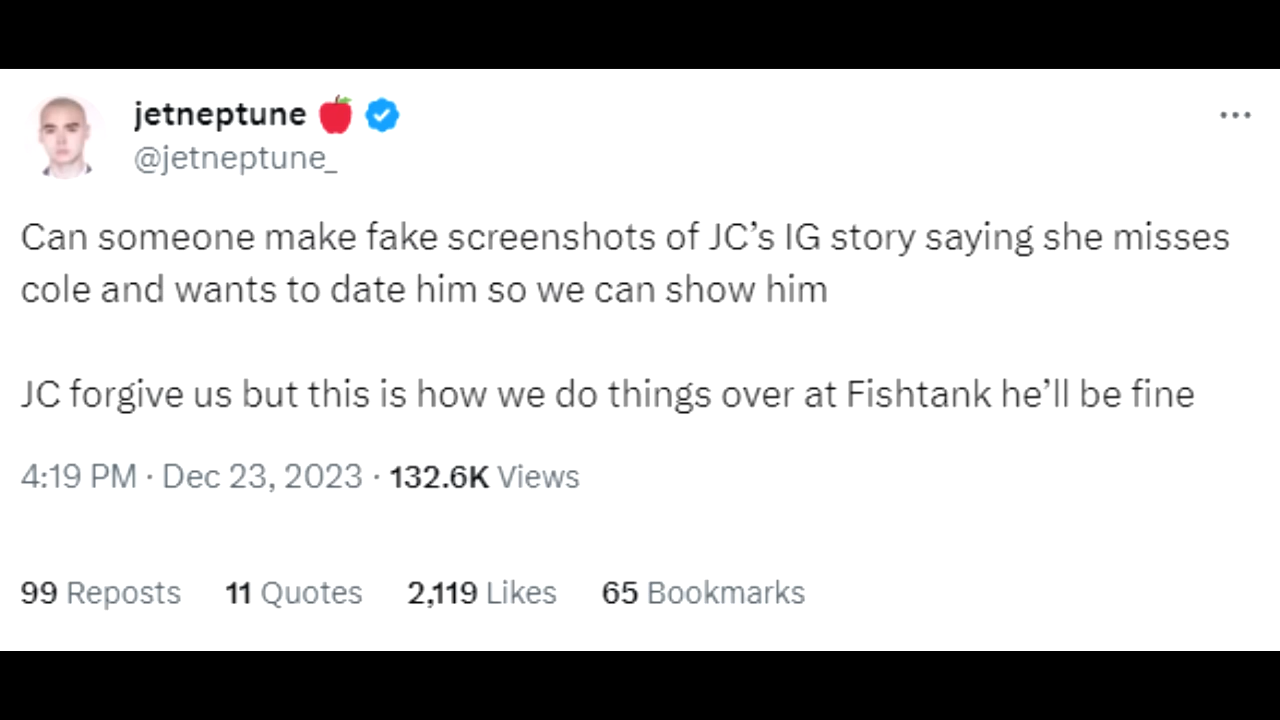 jetneptune 🍎
@jetneptune_
Can someone make fake screenshots of JC’s IG story saying she misses
cole and wants to date him so we can show him
JC forgive us but this is how we do things over at Fishtank he’ll be fine
4:19 PM · Dec 23, 2023 · 132.6K Views
99 Reposts 11 Quotes 2,119 Likes 65 Bookmarks